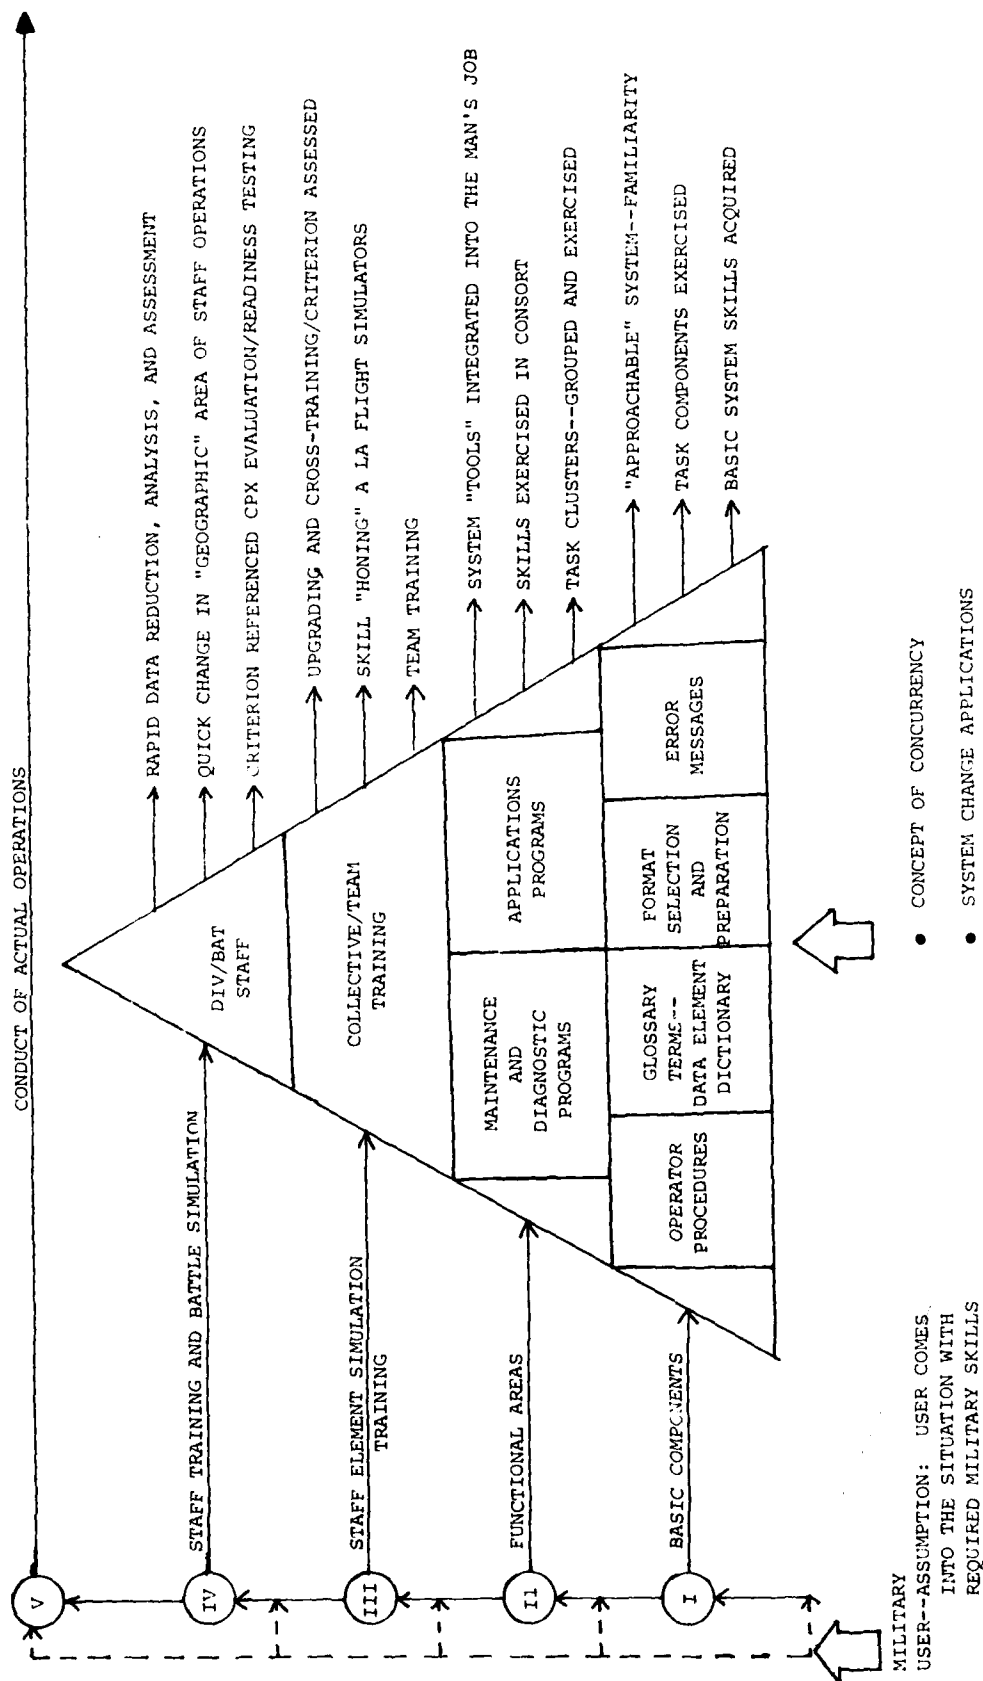 CONDUCT OF ACTUAL OPERATIONS
V
IV
STAFF TRAINING AND BATTLE SIMULATION
DIV/BAT
STAFF
RAPID DATA REDUCTION, ANALYSIS, AND ASSESSMENT
QUICK CHANGE IN "GEOGRAPHIC" AREA OF STAFF OPERATIONS
CRITERION REFERENCED CPX EVALUATION/READINESS TESTING
III
STAFF ELEMENT SIMULATION
TRAINING
COLLECTIVE/TEAM
TRAINING
UPGRADING AND CROSS-TRAINING/CRITERION ASSESSED
SKILL "HONING" A LA FLIGHT SIMULATORS
TEAM TRAINING
II
FUNCTIONAL AREAS
MAINTENANCE
AND
DIAGNOSTIC
PROGRAMS
APPLICATIONS
PROGRAMS
SYSTEM "TOOLS" INTEGRATED INTO THE MAN'S JOB
SKILLS EXERCISED IN CONSORT
TASK CLUSTERS--GROUPED AND EXERCISED
I
BASIC COMPONENTS
OPERATOR
PROCEDURES
GLOSSARY
TERMS--
DATA ELEMENT
DICTIONARY
FORMAT
SELECTION
AND
PREPARATION
ERROR
MESSAGES
"APPROACHABLE" SYSTEM--FAMILIARITY
TASK COMPONENTS EXERCISED
BASIC SYSTEM SKILLS ACQUIRED
MILITARY
USER--ASSUMPTION: USER COMES
INTO THE SITUATION WITH
REQUIRED MILITARY SKILLS
● CONCEPT OF CONCURRENCY
● SYSTEM CHANGE APPLICATIONS